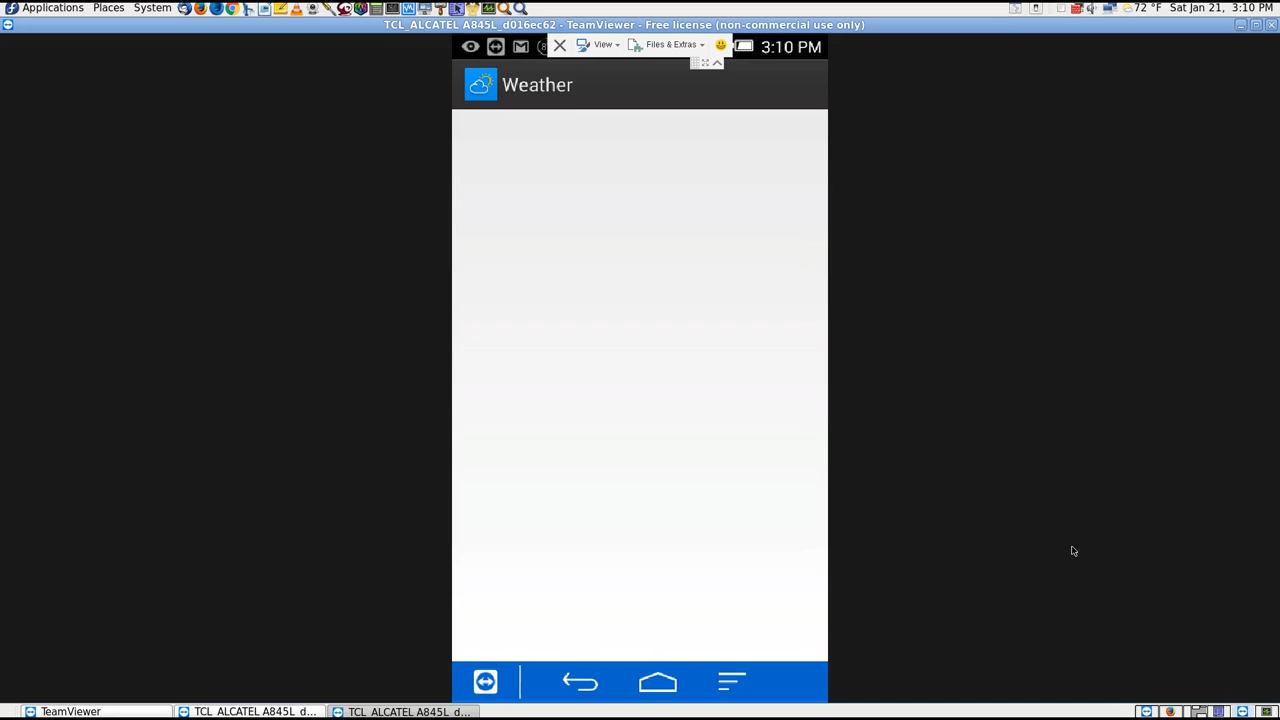 Applications Places System 72 °F Sat Jan 21, 3:10 PM
TCL_ALCATEL A845L_d016ec62 - TeamViewer - Free license (non-commercial use only)
View Files & Extras 3:10 PM
Weather
TeamViewer TCL_ALCATEL A845L d... TCL_ALCATEL A845L_d...